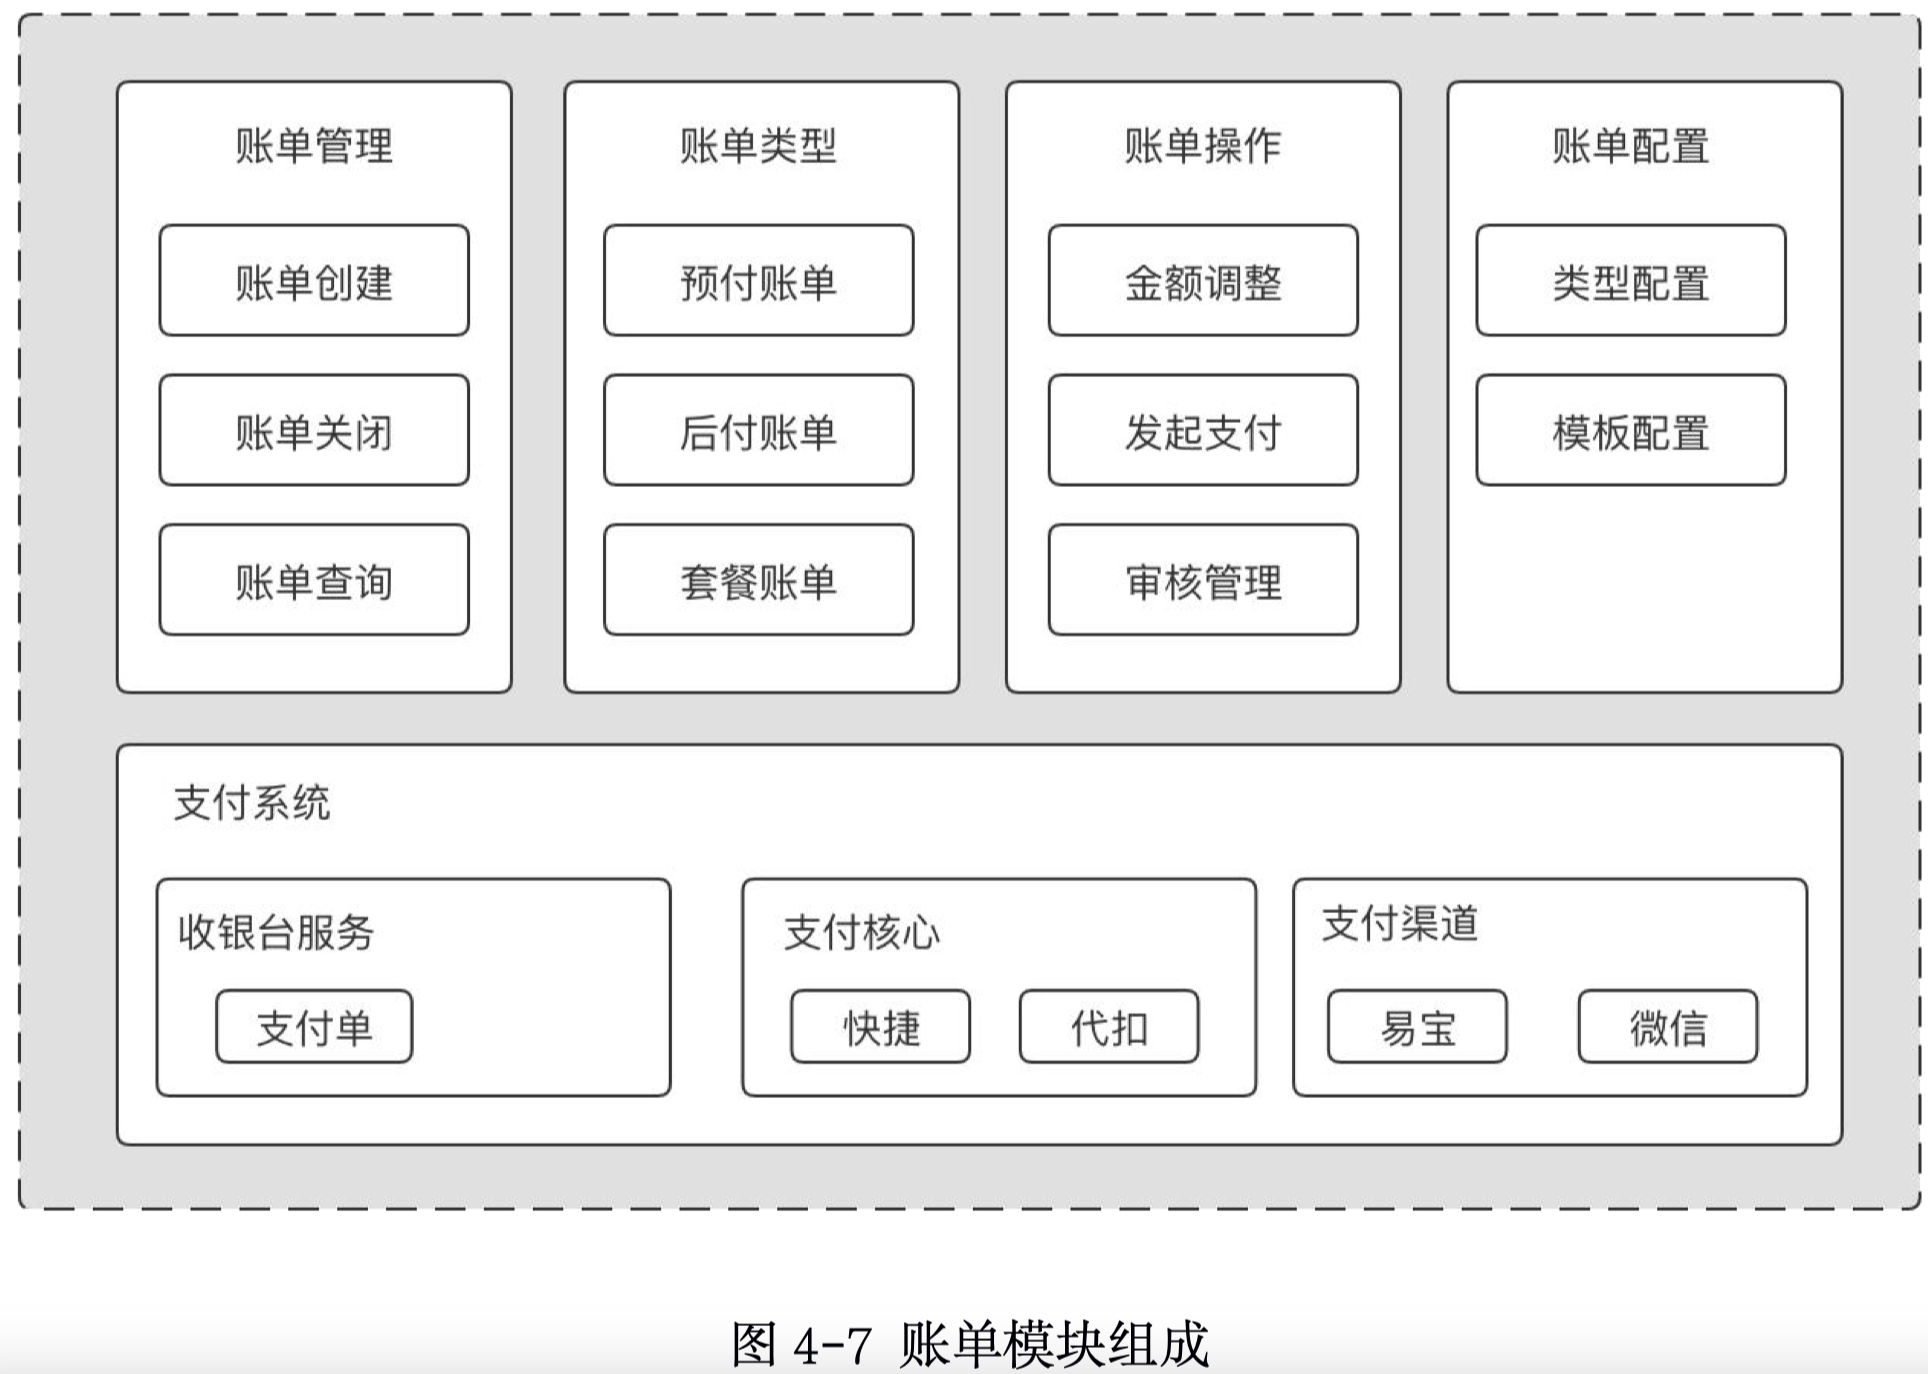 账单管理
账单创建
账单关闭
账单查询
账单类型
预付账单
后付账单
套餐账单
账单操作
金额调整
发起支付
审核管理
账单配置
类型配置
模板配置
支付系统
收银台服务
支付单
支付核心
快捷
代扣
支付渠道
易宝
微信
图 4-7 账单模块组成